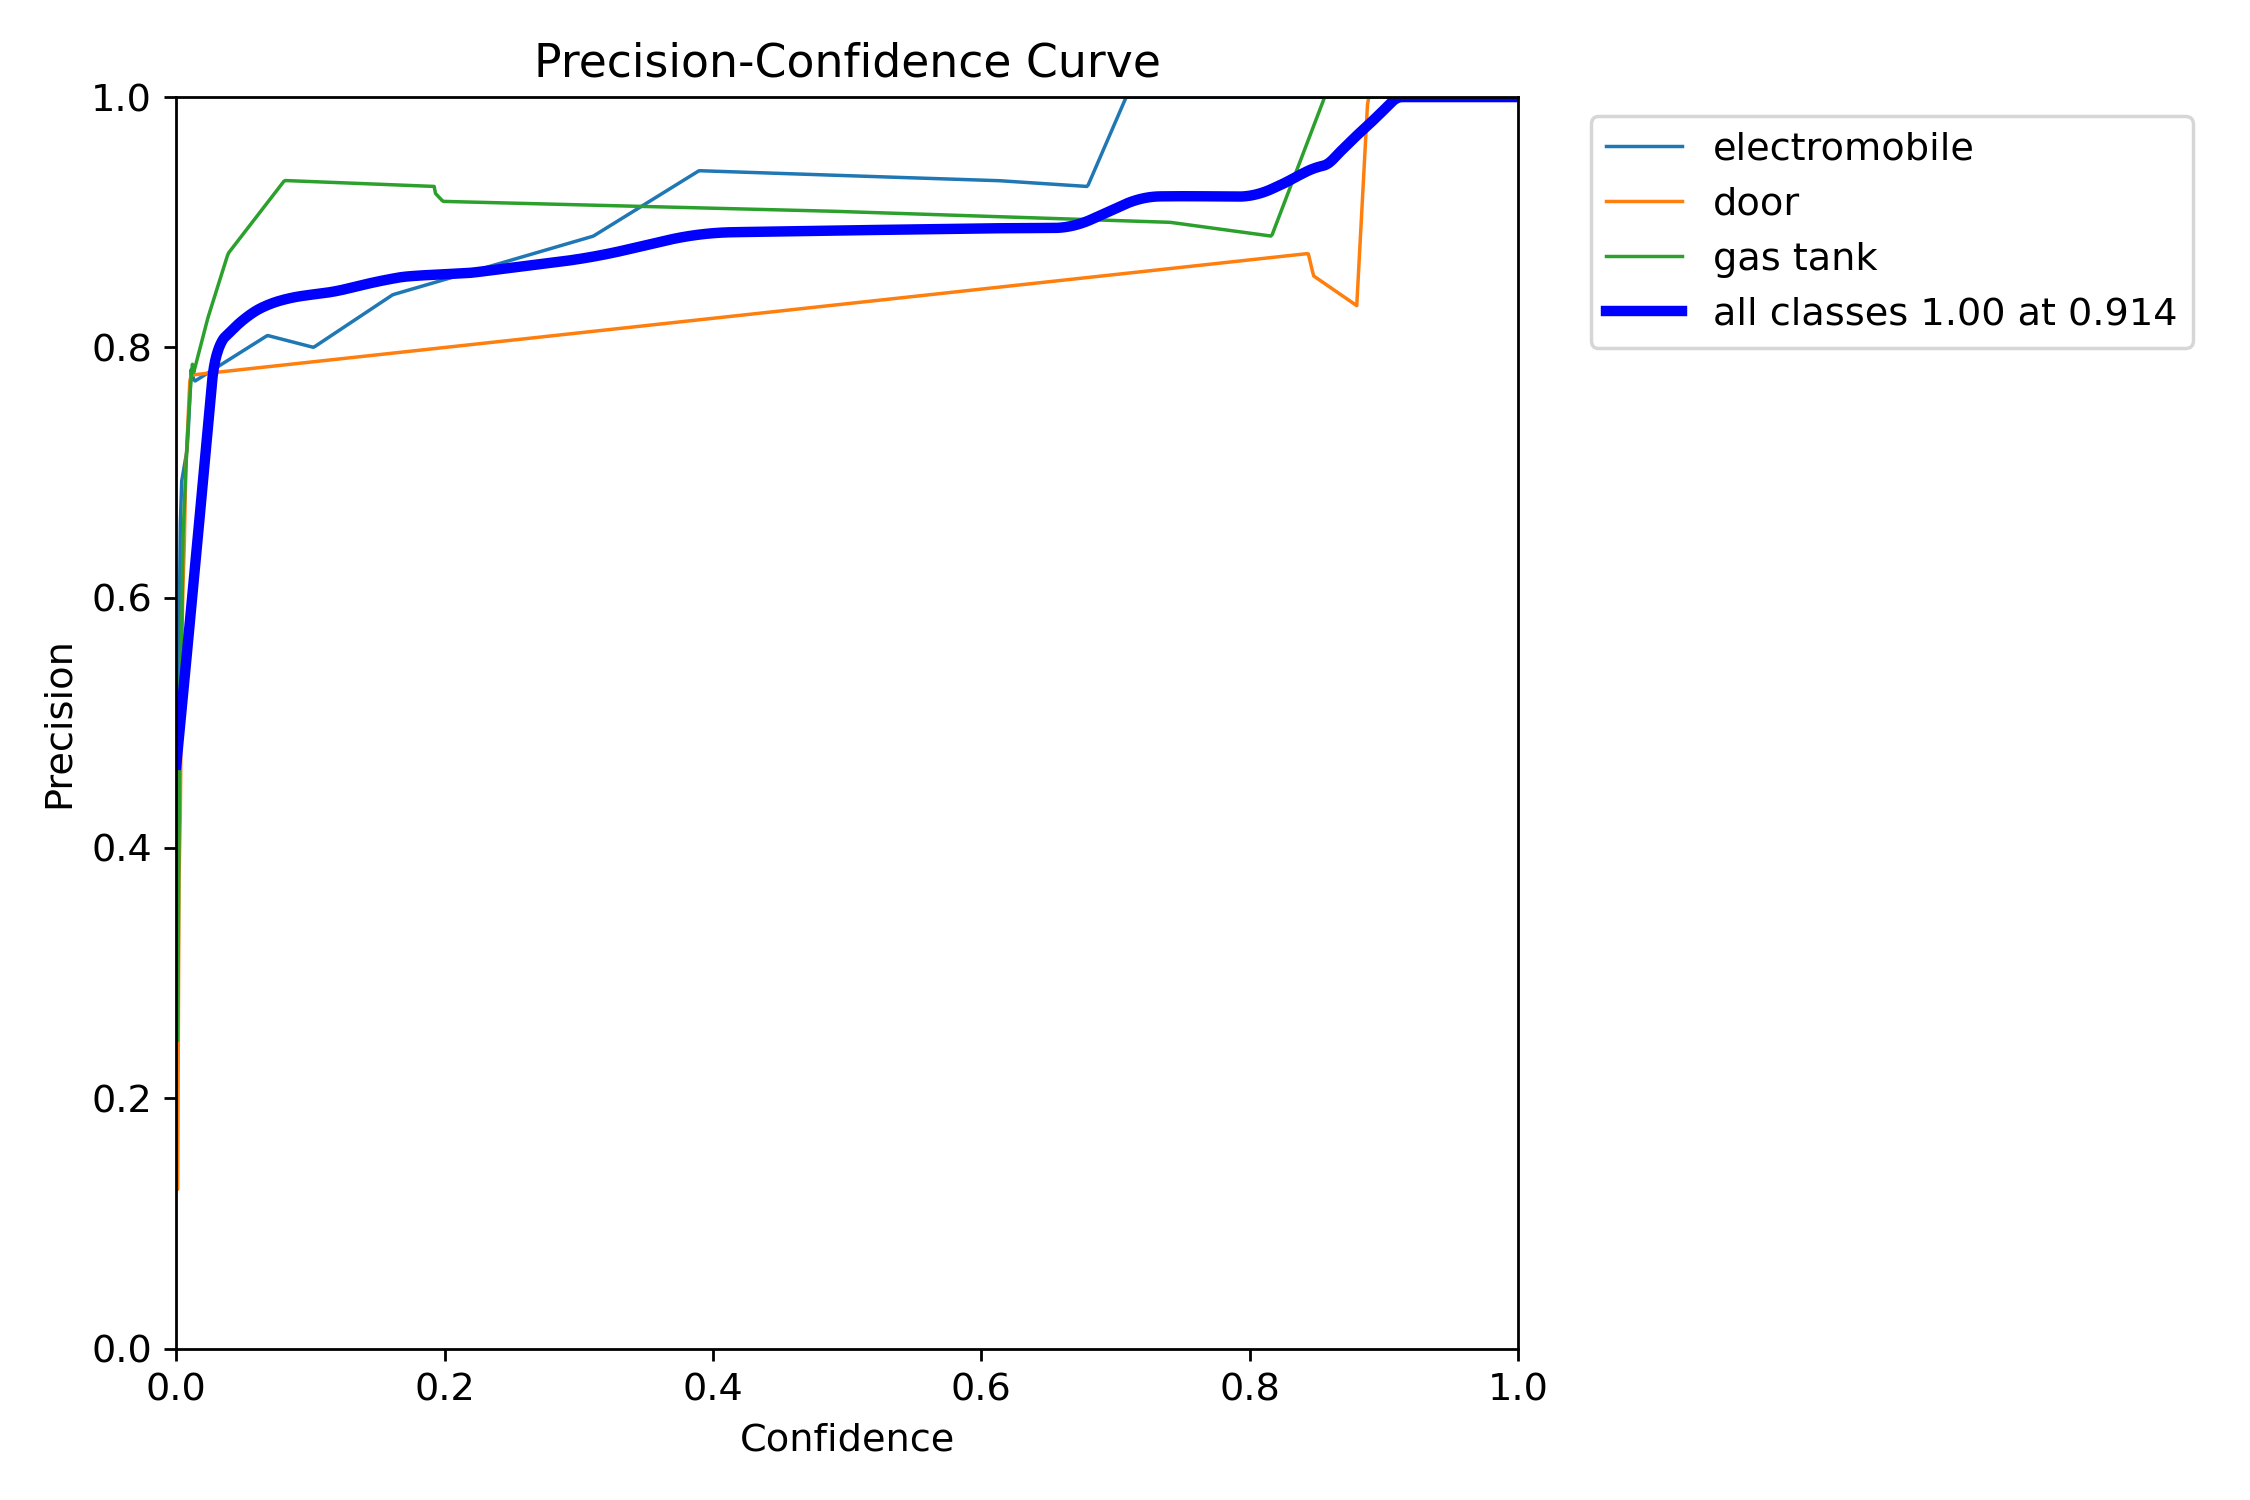 Precision-Confidence Curve
1.0
0.8
0.6
0.4
0.2
0.0
Precision
0.0 0.2 0.4 0.6 0.8 1.0
Confidence
electromobile
door
gas tank
all classes 1.00 at 0.914